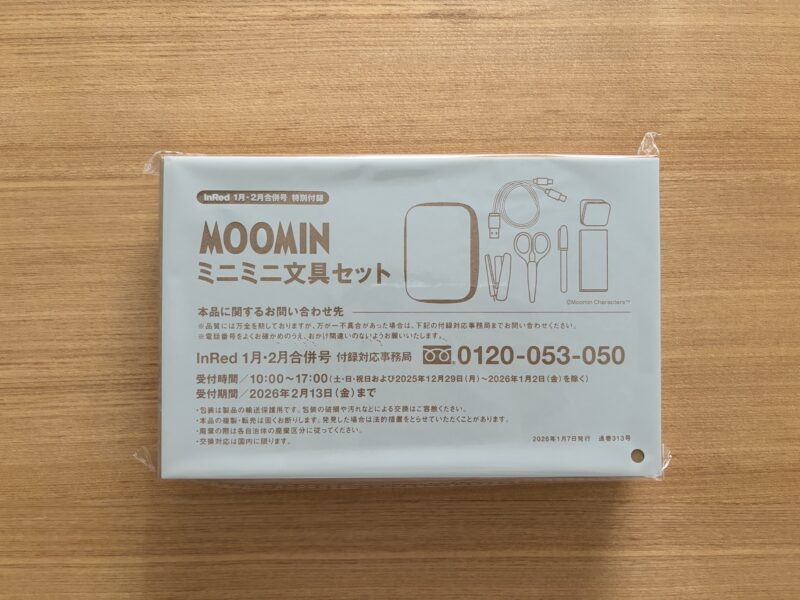 InRed 1月・2月合併号 特別付録
MOOMIN
ミニミニ文具セット
©Moomin Characters™
本品に関するお問い合わせ先
※品質には万全を期しておりますが、万が一不具合があった場合は、下記の付録対応事務局までお問い合わせください。
※電話番号をよくお確かめのうえ、おかけ間違いのないようお願いいたします。
InRed 1月・2月合併号 付録対応事務局 0120-053-050
受付時間/10:00〜17:00(土・日・祝日および2025年12月29日(月)〜2026年1月2日(金)を除く)
受付期間/2026年2月13日(金)まで
・包装は製品の輸送保護用です。包装の破損や汚れなどによる交換はご容赦ください。
・本品の複製・転売は固くお断りします。発見した場合は法的措置をとらせていただくことがあります。
・廃棄の際は各自治体の廃棄区分に従ってください。
・交換対応は国内に限ります。
2026年1月7日発行 通巻313号